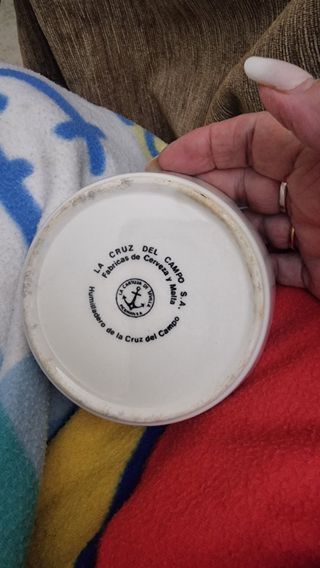 LA CRUZ DEL CAMPO S.A.
Fabricas de Cerveza y Malta
LA CARTUJA DE SEVILLA
PICKMAN S.A.
Humilladero de la Cruz del Campo